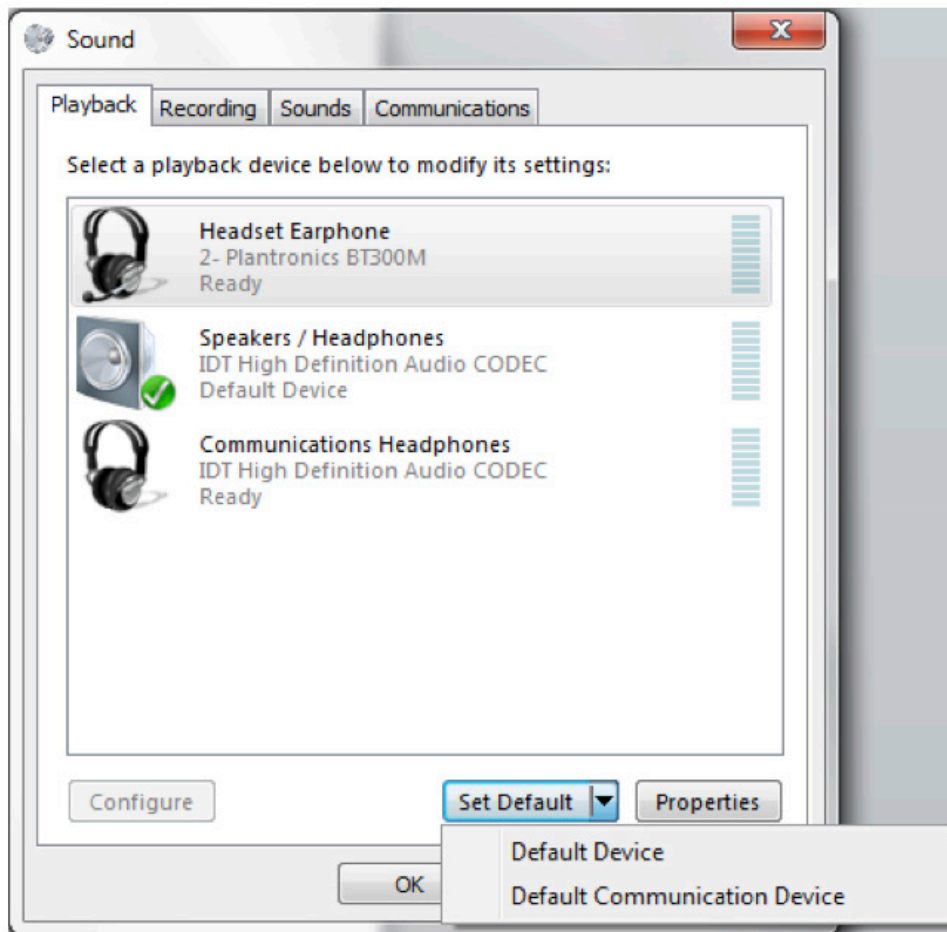 Sound
Playback
Recording
Sounds
Communications
Select a playback device below to modify its settings:
Headset Earphone
2- Plantronics BT300M
Ready
Speakers / Headphones
IDT High Definition Audio CODEC
Default Device
Communications Headphones
IDT High Definition Audio CODEC
Ready
Configure
Set Default
Properties
Default Device
OK
Default Communication Device